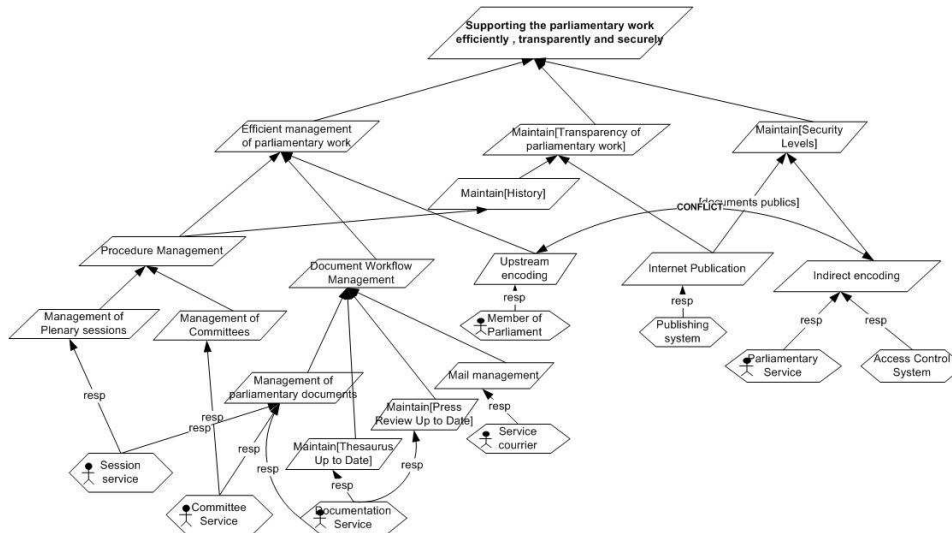 Supporting the parliamentary work
efficiently , transparently and securely
Efficient management
of parliamentary work
Maintain[Transparency of
parliamentary work]
Maintain[Security
Levels]
Maintain[History]
[documents publics]
CONFLICT
Procedure Management
Document Workflow
Management
Upstream
encoding
Internet Publication
Indirect encoding
resp
resp
Management of
Plenary sessions
Management of
Committees
Member of
Parliament
Publishing
system
resp
resp
Parliamentary
Service
Access Control
System
Management of
parliamentary documents
Mail management
resp
resp
resp
resp
Maintain[Press
Review Up to Date]
Service
courrier
resp
Maintain[Thesaurus
Up to Date]
resp
resp
Session
service
resp
Committee
Service
Documentation
Service